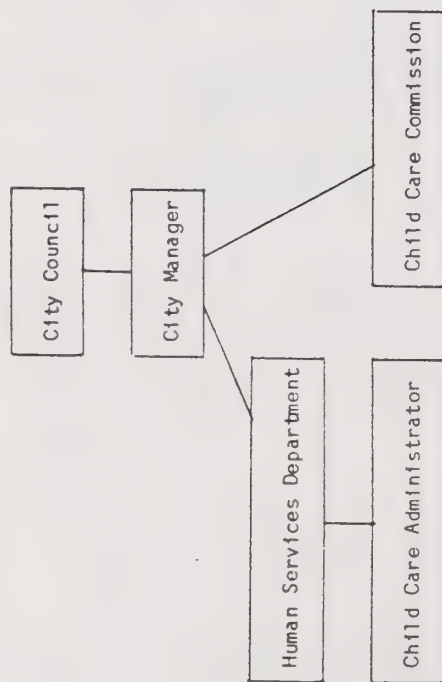 City Council
City Manager
Human Services Department
Child Care Administrator
Child Care Commission